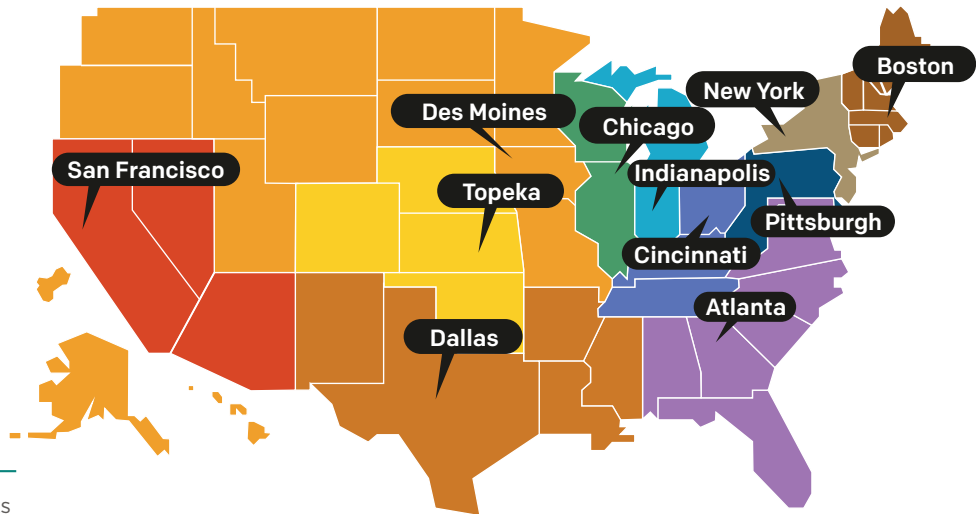 Boston
New York
Des Moines
Chicago
San Francisco
Indianapolis
Topeka
Pittsburgh
Cincinnati
Atlanta
Dallas
s